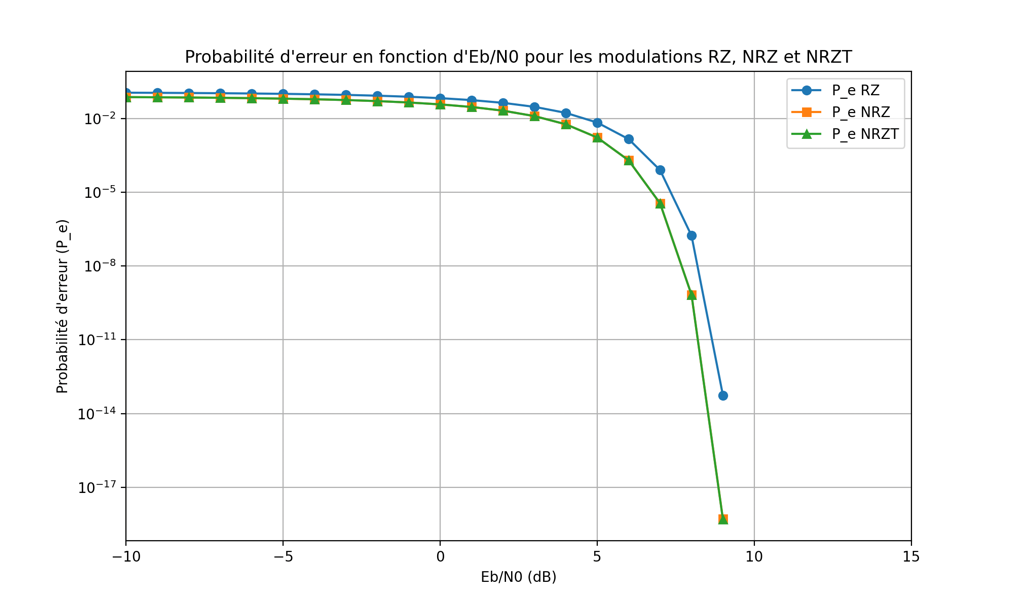 Probabilité d'erreur en fonction d'Eb/N0 pour les modulations RZ, NRZ et NRZT
P_e RZ
P_e NRZ
P_e NRZT
10⁻²
10⁻⁵
10⁻⁸
10⁻¹¹
10⁻¹⁴
10⁻¹⁷
Probabilité d'erreur (P_e)
−10 −5 0 5 10 15
Eb/N0 (dB)